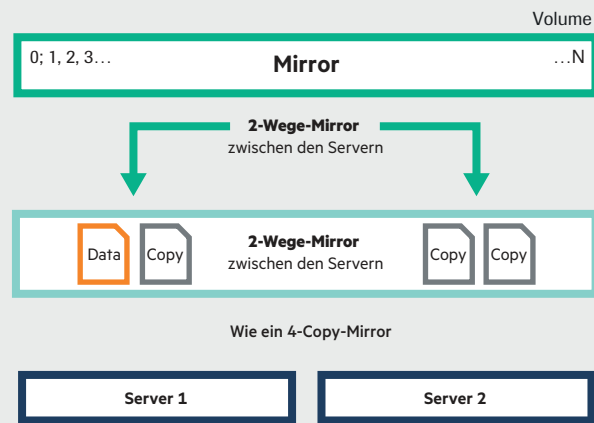 Volume
0; 1, 2, 3…
Mirror
…N
2-Wege-Mirror
zwischen den Servern
Data
Copy
2-Wege-Mirror
zwischen den Servern
Copy
Copy
Wie ein 4-Copy-Mirror
Server 1
Server 2